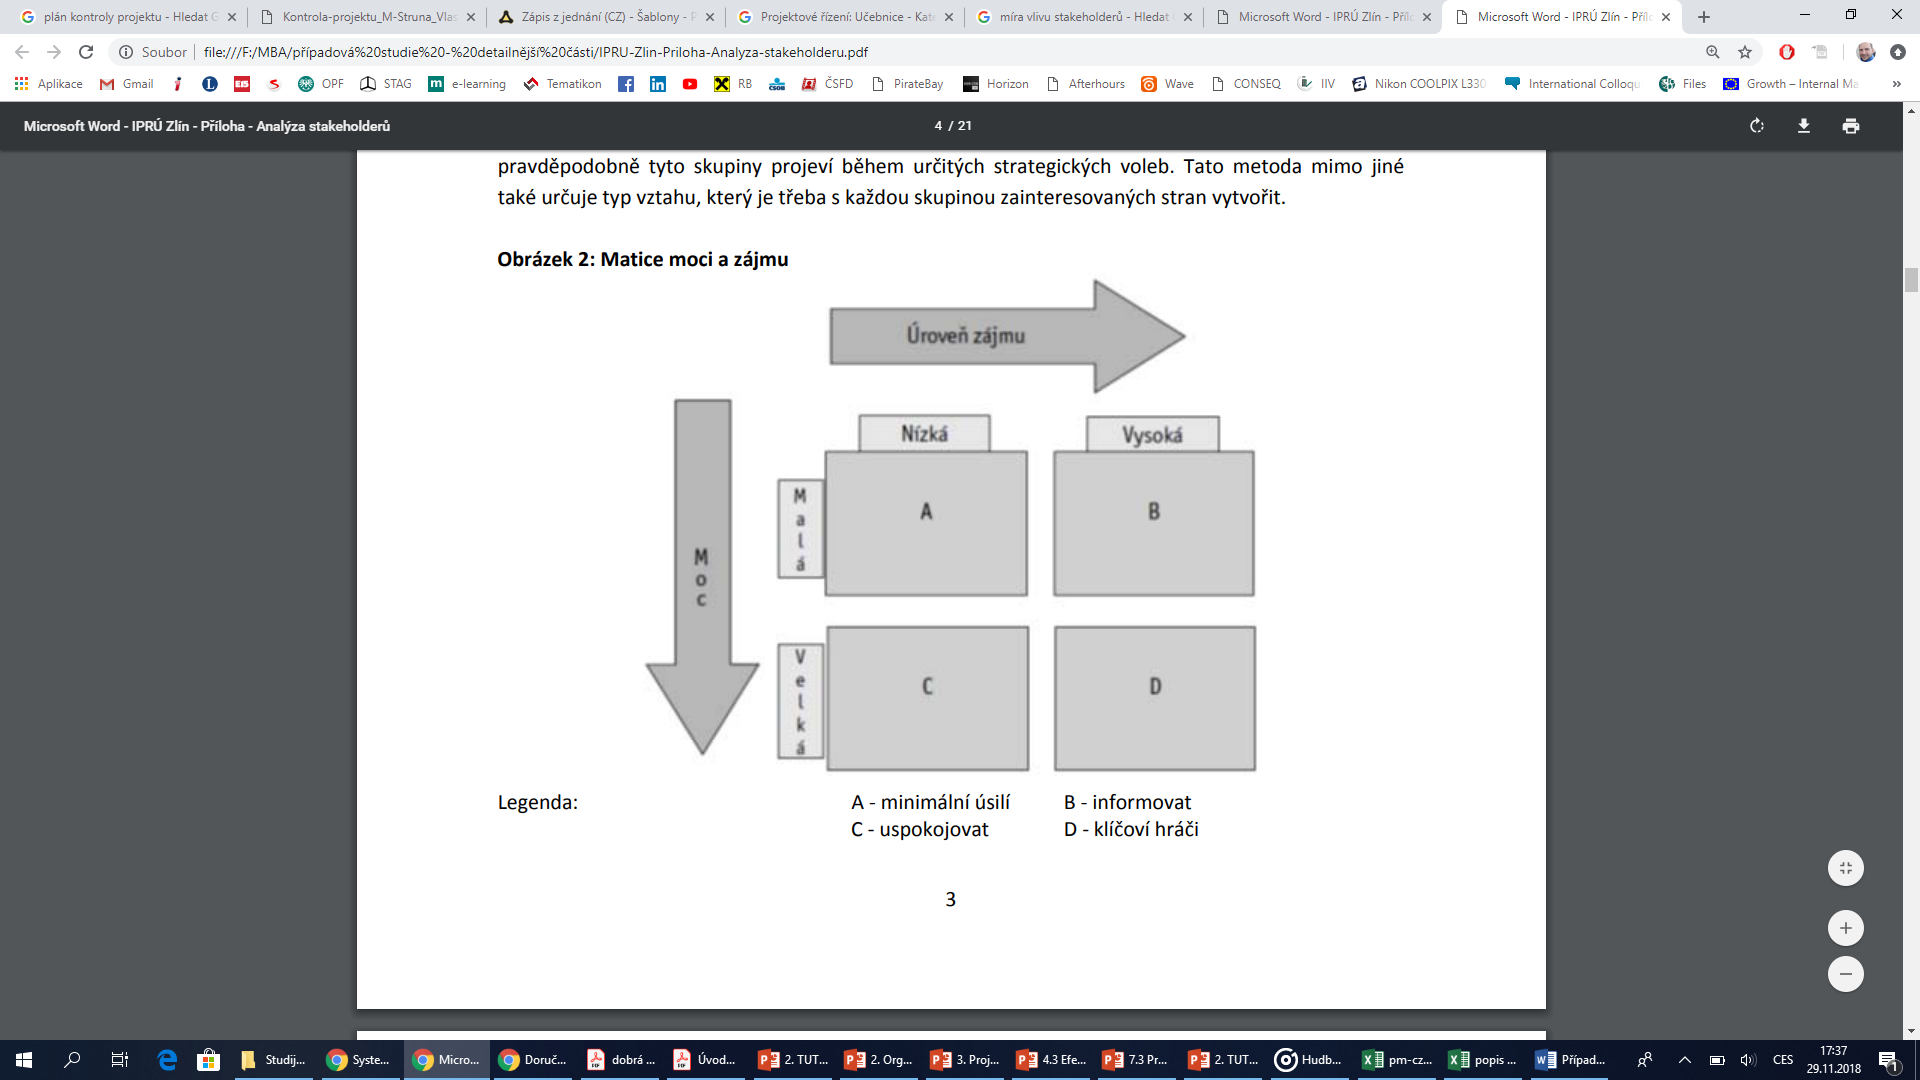 plán kontroly projektu - Hledat G
Kontrola-projektu_M-Struna_Vlas
Zápis z jednání (CZ) - Šablony - P
Projektové řízení: Učebnice - Kate
míra vlivu stakeholderů - Hledat
Microsoft Word - IPRÚ Zlín - Příl
Microsoft Word - IPRÚ Zlín - Příl
Soubor
file:///F:/MBA/případová%20studie%20-%20detailnější%20části/IPRU-Zlin-Priloha-Analyza-stakeholderu.pdf
Aplikace
Gmail
OPF
STAG
e-learning
Tematikon
RB
ČSFD
PirateBay
Horizon
Afterhours
Wave
CONSEQ
IIV
Nikon COOLPIX L330
International Colloqu
Files
Growth – Internal Ma
»
Microsoft Word - IPRÚ Zlín - Příloha - Analýza stakeholderů
4 / 21
pravděpodobně tyto skupiny projeví během určitých strategických voleb. Tato metoda mimo jiné
také určuje typ vztahu, který je třeba s každou skupinou zainteresovaných stran vytvořit.
Obrázek 2: Matice moci a zájmu
Úroveň zájmu
Nízká
Vysoká
Moc
Malá
A
B
Velká
C
D
Legenda:
A - minimální úsilí
B - informovat
C - uspokojovat
D - klíčoví hráči
3
Studij...
Syste...
Micro...
Doruč...
dobrá ...
Úvod...
2. TUT...
2. Org...
3. Proj...
4.3 Efe...
7.3 Pr...
2. TUT...
Hudb...
pm-cz...
popis ...
Případ...
CES
17:37
29.11.2018
1